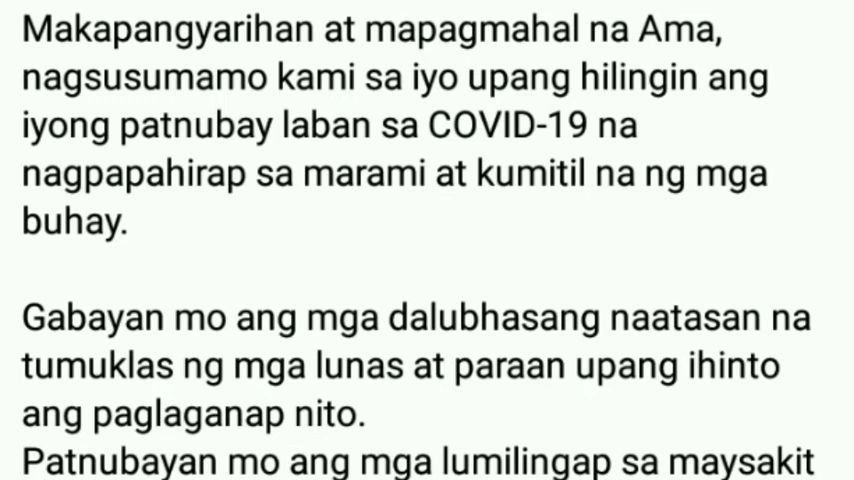 Makapangyarihan at mapagmahal na Ama,
nagsusumamo kami sa iyo upang hilingin ang
iyong patnubay laban sa COVID-19 na
nagpapahirap sa marami at kumitil na ng mga
buhay.
Gabayan mo ang mga dalubhasang naatasan na
tumuklas ng mga lunas at paraan upang ihinto
ang paglaganap nito.
Patnubayan mo ang mga lumilingap sa maysakit